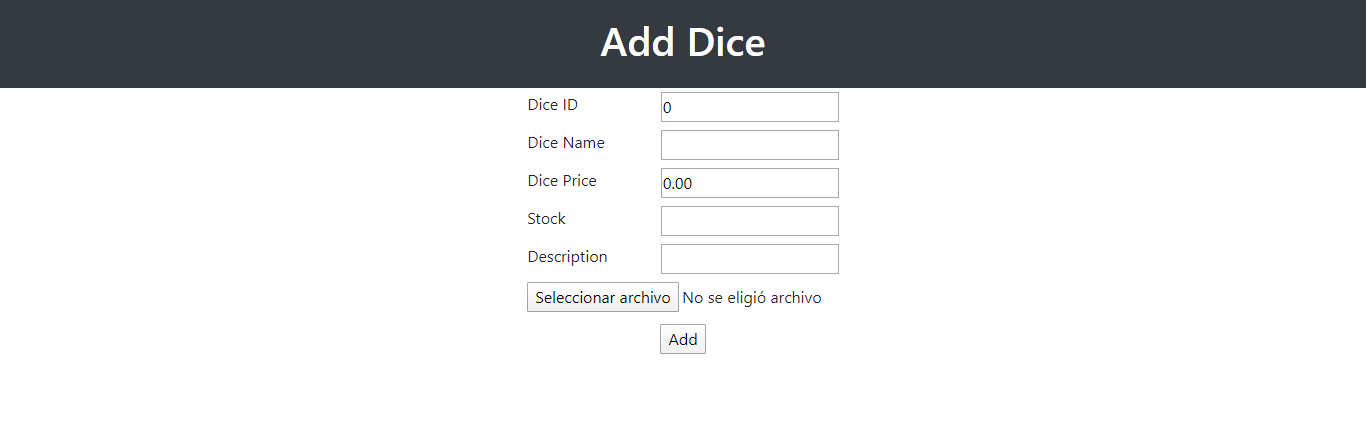 Add Dice
Dice ID 0
Dice Name
Dice Price 0.00
Stock
Description
Seleccionar archivo No se eligió archivo
Add